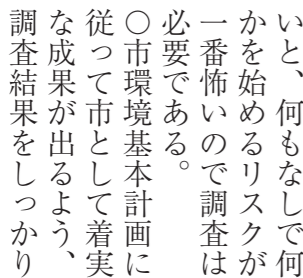 いと、何もなしで何
かを始めるリスクが
一番怖いので調査は
必要である。
〇市環境基本計画に
従って市として着実
な成果が出るよう、
調査結果をしっかり